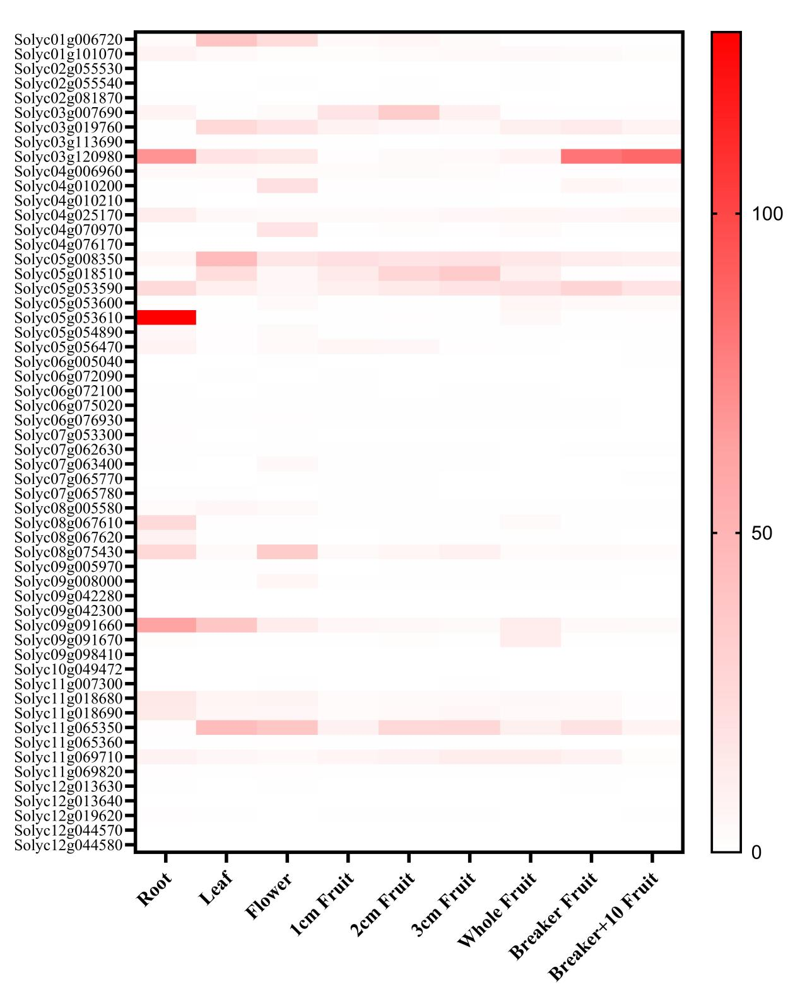 Solyc01g006720
Solyc01g101070
Solyc02g055530
Solyc02g055540
Solyc02g081870
Solyc03g007690
Solyc03g019760
Solyc03g113690
Solyc03g120980
Solyc04g006960
Solyc04g010200
Solyc04g010210
Solyc04g025170
Solyc04g070970
Solyc04g076170
Solyc05g008350
Solyc05g018510
Solyc05g053590
Solyc05g053600
Solyc05g053610
Solyc05g054890
Solyc05g056470
Solyc06g005040
Solyc06g072090
Solyc06g072100
Solyc06g075020
Solyc06g076930
Solyc07g053300
Solyc07g062630
Solyc07g063400
Solyc07g065770
Solyc07g065780
Solyc08g005580
Solyc08g067610
Solyc08g067620
Solyc08g075430
Solyc09g005970
Solyc09g008000
Solyc09g042280
Solyc09g042300
Solyc09g091660
Solyc09g091670
Solyc09g098410
Solyc10g049472
Solyc11g007300
Solyc11g018680
Solyc11g018690
Solyc11g065350
Solyc11g065360
Solyc11g069710
Solyc11g069820
Solyc12g013630
Solyc12g013640
Solyc12g019620
Solyc12g044570
Solyc12g044580
Root
Leaf
Flower
1cm Fruit
2cm Fruit
3cm Fruit
Whole Fruit
Breaker Fruit
Breaker+10 Fruit
100
50
0